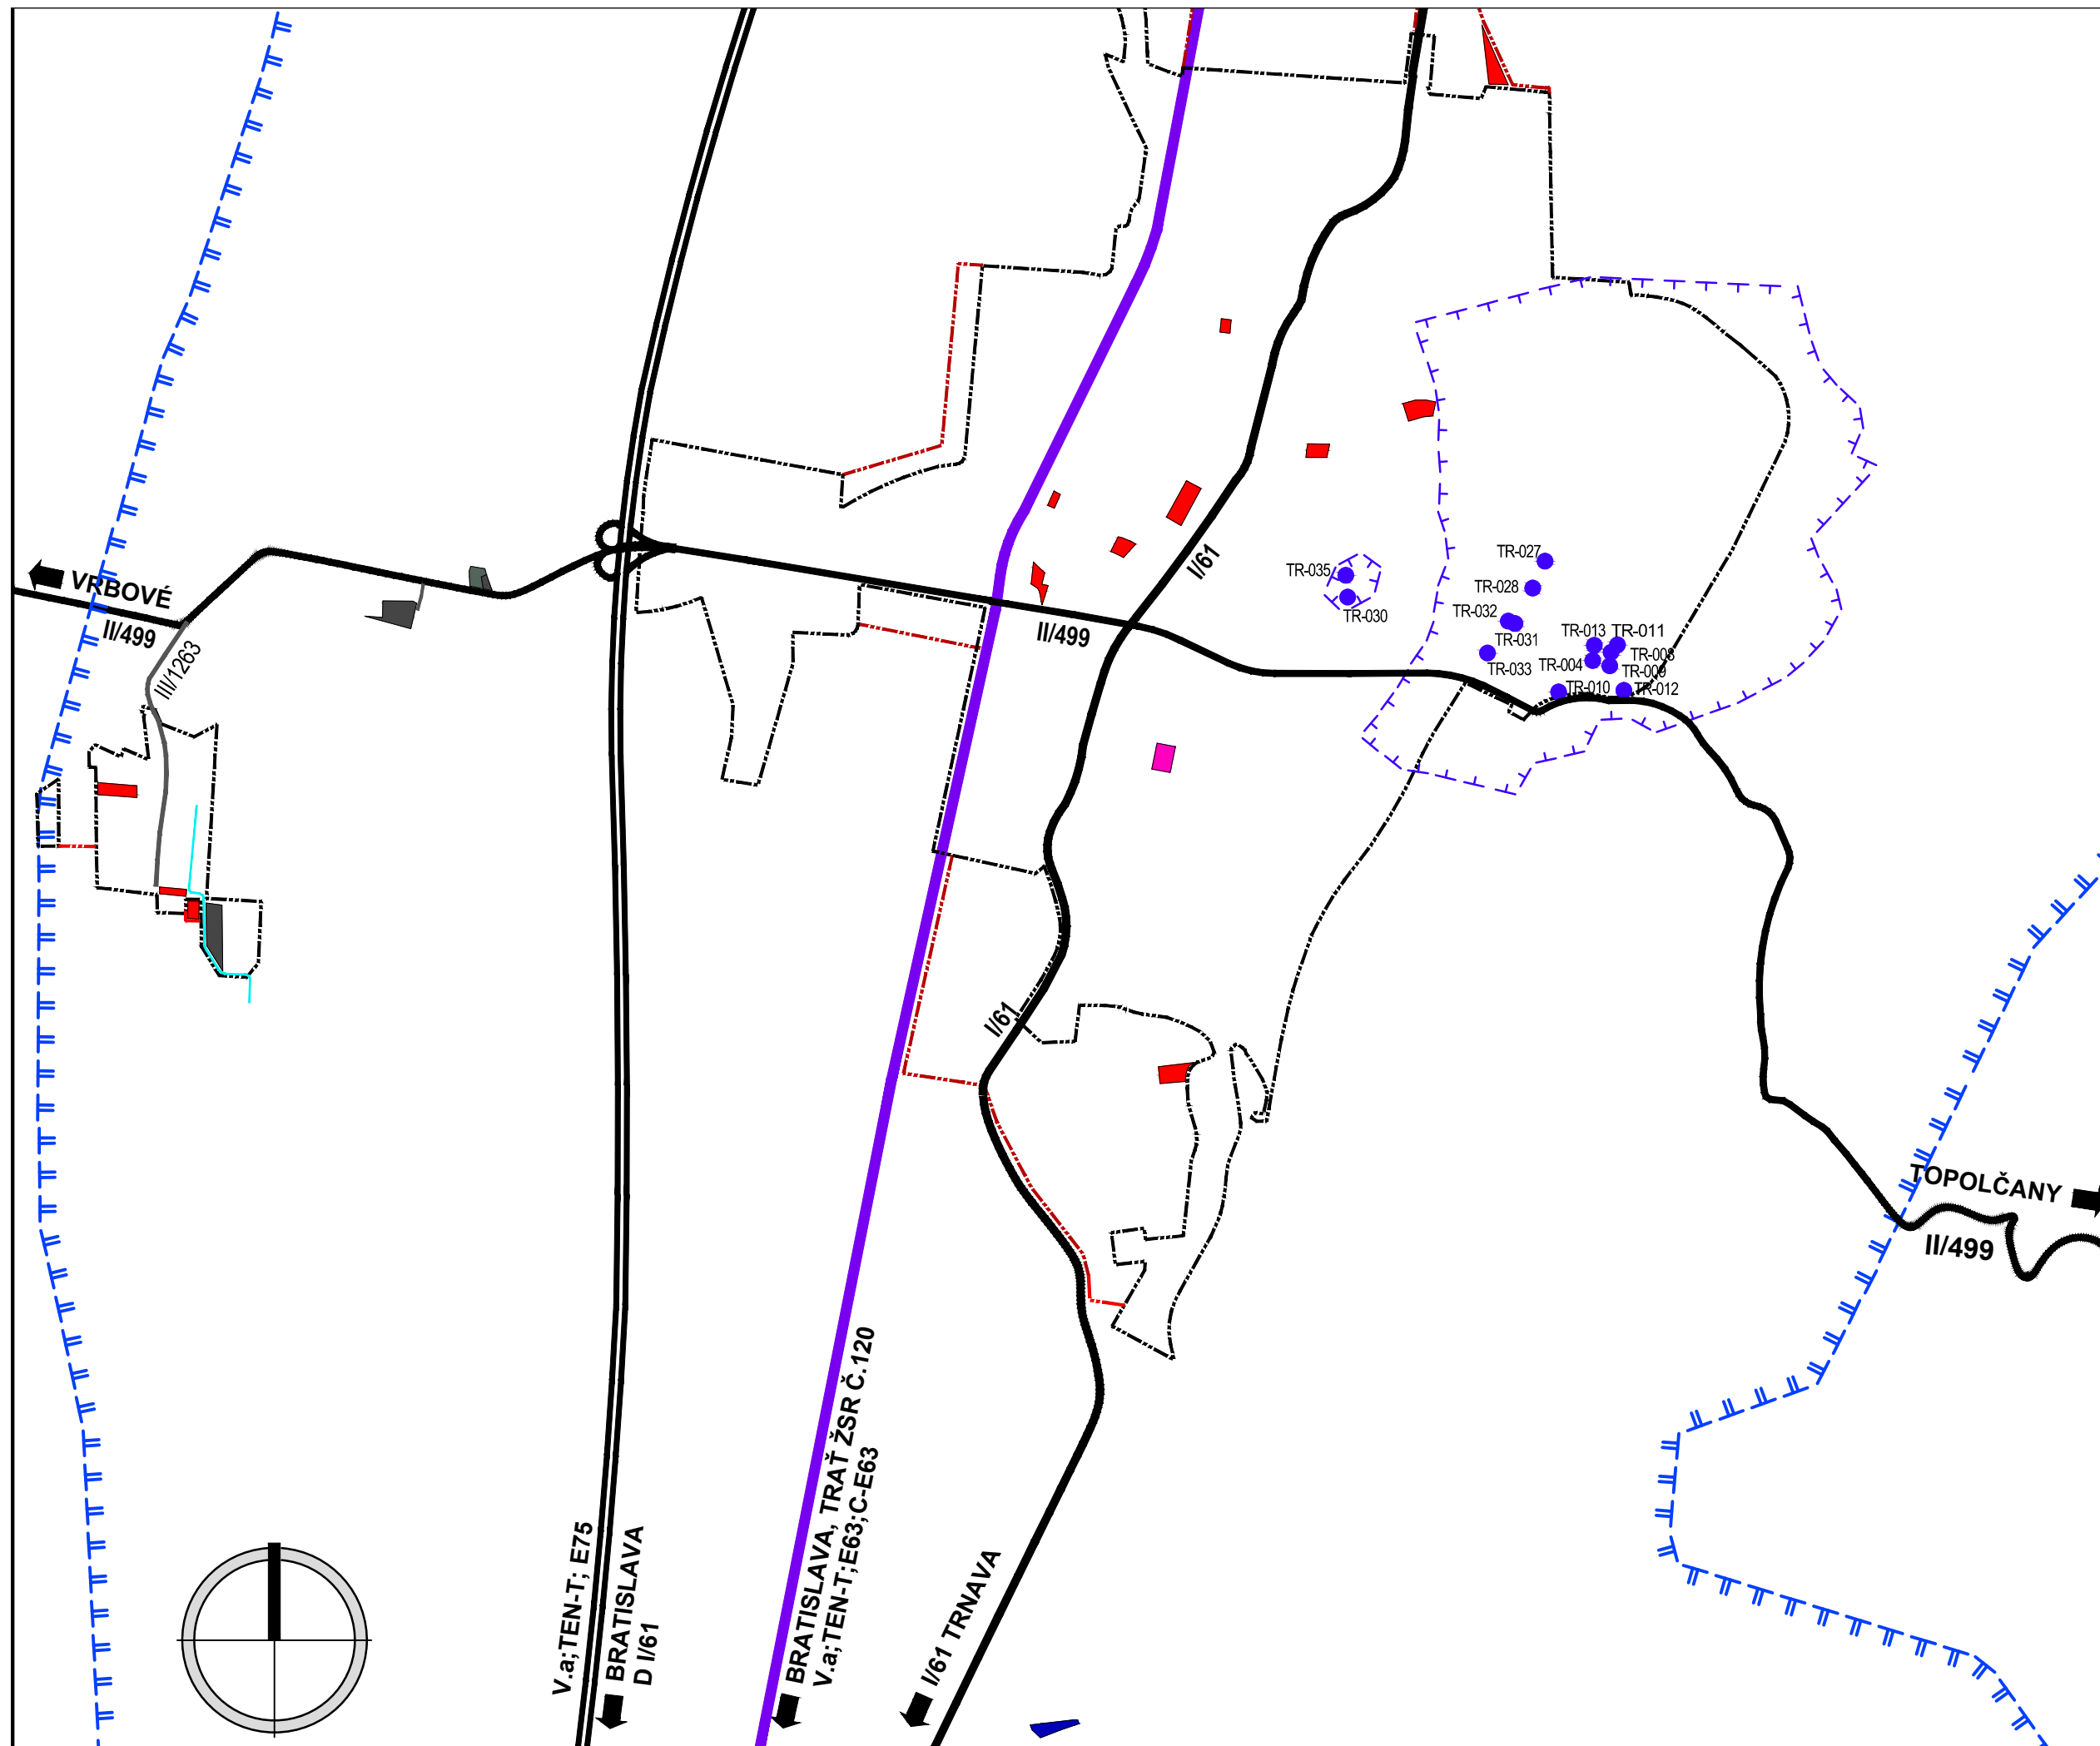 TR-027
TR-035
TR-028
TR-030
TR-032
TR-031
TR-013
TR-011
TR-008
TR-004
TR-009
TR-033
TR-010
TR-012
I/61
VRBOVÉ
II/499
II/499
III/1263
I/61
TOPOLČANY
II/499
V.a;TEN-T; E75
BRATISLAVA
D I/61
BRATISLAVA, TRAŤ ŽSR Č.120
V.a;TEN-T;E63;C-E63
I/61 TRNAVA